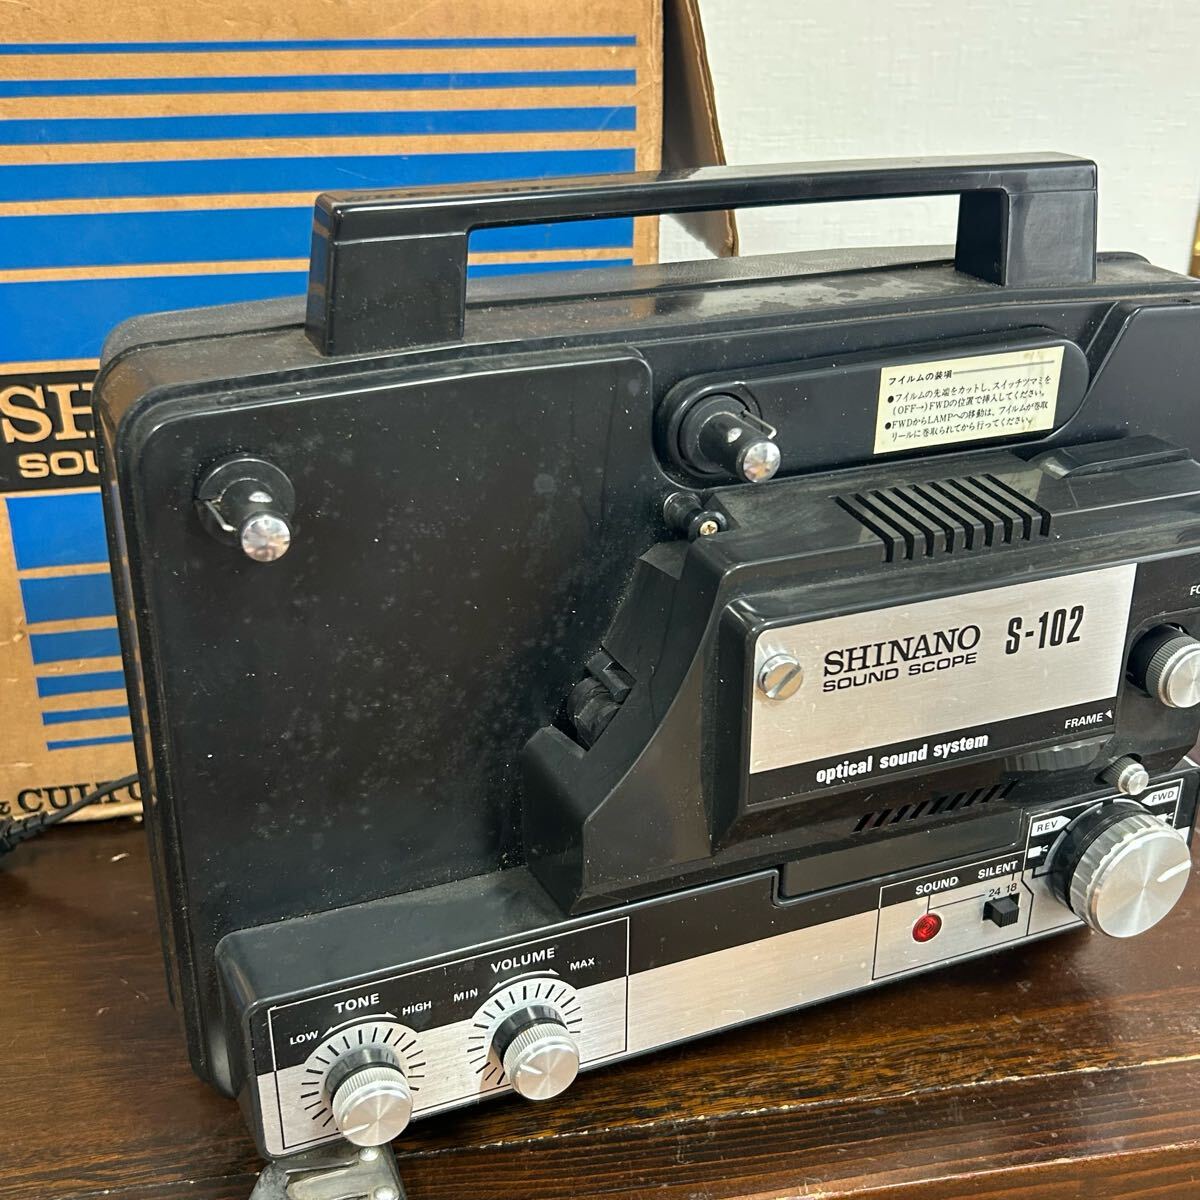 SH
SOU
& CULTU
フイルムの装填
●フイルムの先端をカットし、スイッチツマミを
(OFF→)FWDの位置で挿入してください。
●FWDからLAMPへの移動は、フイルムが巻取
リールに巻取られてから行ってください。
SHINANO S-102
SOUND SCOPE
FRAME
optical sound system
FO
REV
FWD
SOUND
SILENT
24 18
TONE
LOW
HIGH
VOLUME
MIN
MAX